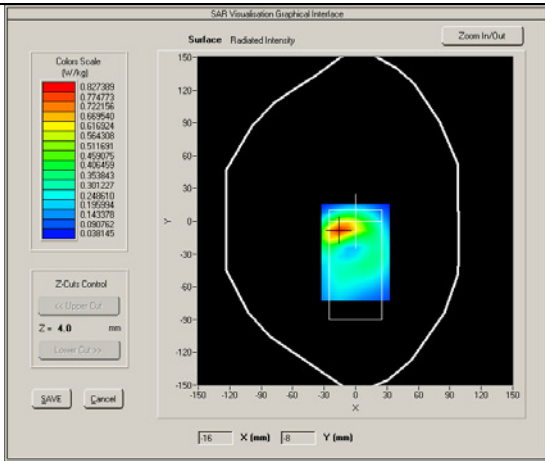 SAR Visualisation Graphical Interface
Surface Radiated Intensity
Zoom In/Out
Colors Scale
(W/kg)
0.827389
0.774773
0.722156
0.669540
0.616924
0.564308
0.511691
0.459075
0.406459
0.353843
0.301227
0.248610
0.195994
0.143378
0.090762
0.038145
Z-Cuts Control
<< Upper Cut
Z = 4.0 mm
Lower Cut >>
SAVE Cancel
150-
120-
90-
60-
30-
Y 0-
-30-
-60-
-90-
-120-
-150-
-150 -120 -90 -60 -30 0 30 60 90 120 150
X
-16 X (mm) -8 Y (mm)